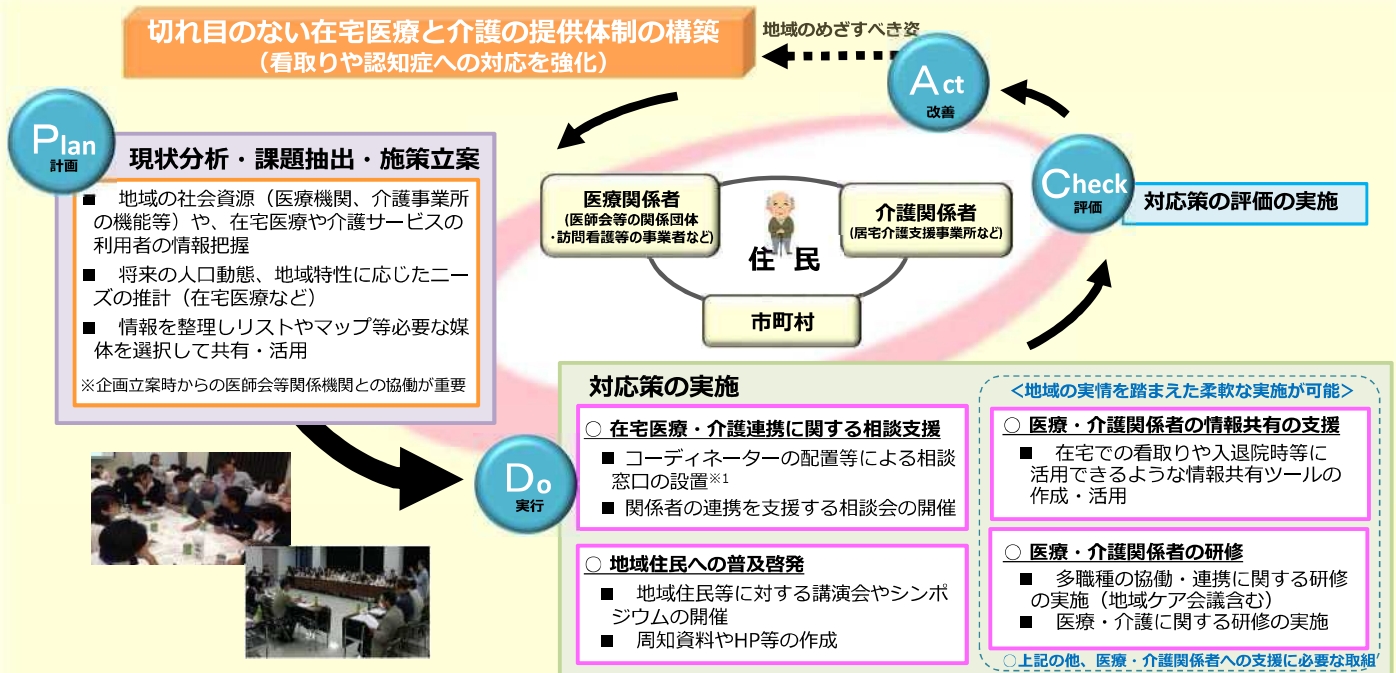 切れ目のない在宅医療と介護の提供体制の構築
（看取りや認知症への対応を強化）
地域のめざすべき姿
Act
改善
Plan
計画
現状分析・課題抽出・施策立案
■ 地域の社会資源（医療機関、介護事業所
の機能等）や、在宅医療や介護サービスの
利用者の情報把握
■ 将来の人口動態、地域特性に応じたニー
ズの推計（在宅医療など）
■ 情報を整理しリストやマップ等必要な媒
体を選択して共有・活用
※企画立案時からの医師会等関係機関との協働が重要
医療関係者
(医師会等の関係団体
・訪問看護等の事業者など)
介護関係者
(居宅介護支援事業所など)
住 民
市町村
Check
評価
対応策の評価の実施
Do
実行
対応策の実施
○ 在宅医療・介護連携に関する相談支援
■ コーディネーターの配置等による相談
窓口の設置※1
■ 関係者の連携を支援する相談会の開催
○ 地域住民への普及啓発
■ 地域住民等に対する講演会やシンポ
ジウムの開催
■ 周知資料やHP等の作成
＜地域の実情を踏まえた柔軟な実施が可能＞
○ 医療・介護関係者の情報共有の支援
■ 在宅での看取りや入退院時等に
活用できるような情報共有ツールの
作成・活用
○ 医療・介護関係者の研修
■ 多職種の協働・連携に関する研修
の実施（地域ケア会議含む）
■ 医療・介護に関する研修の実施
○上記の他、医療・介護関係者への支援に必要な取組